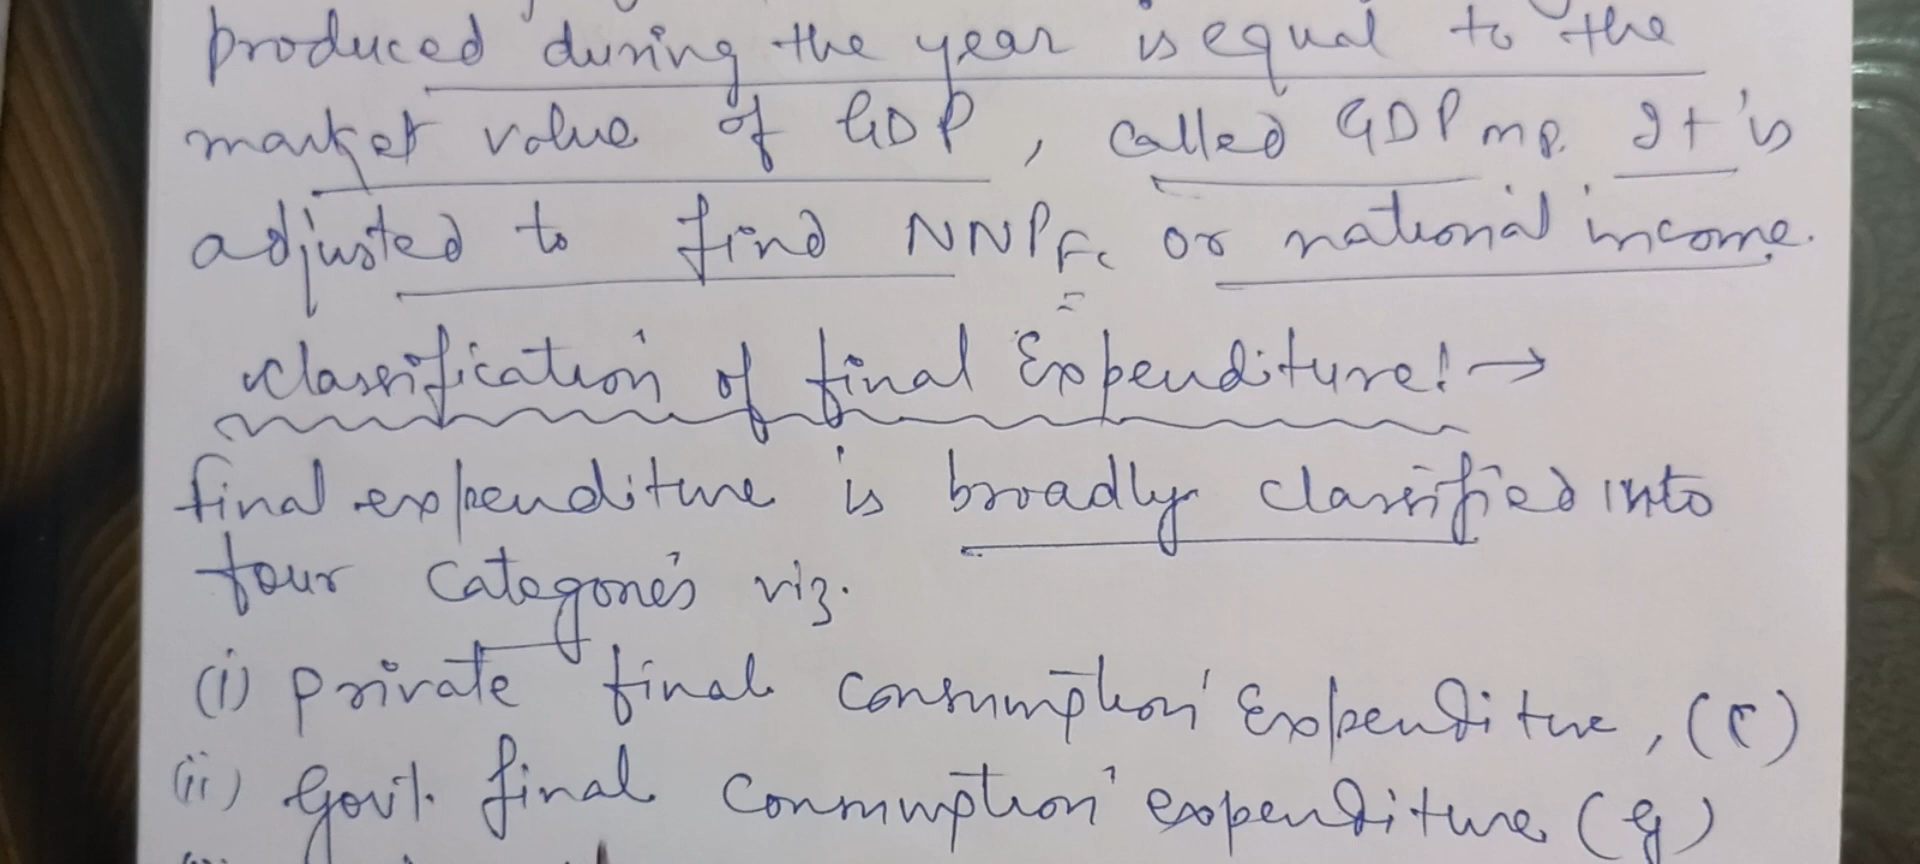 produced during the year is equal to the
market value of GDP, called GDP mp. It's
adjusted to find NNP Fc or national income.
Classification of final Expenditure:→
final expenditure is broadly classified into
four categories viz.
(i) Private final Consumption Expenditure, (C)
(ii) Govt. final Consumption expenditure (g)